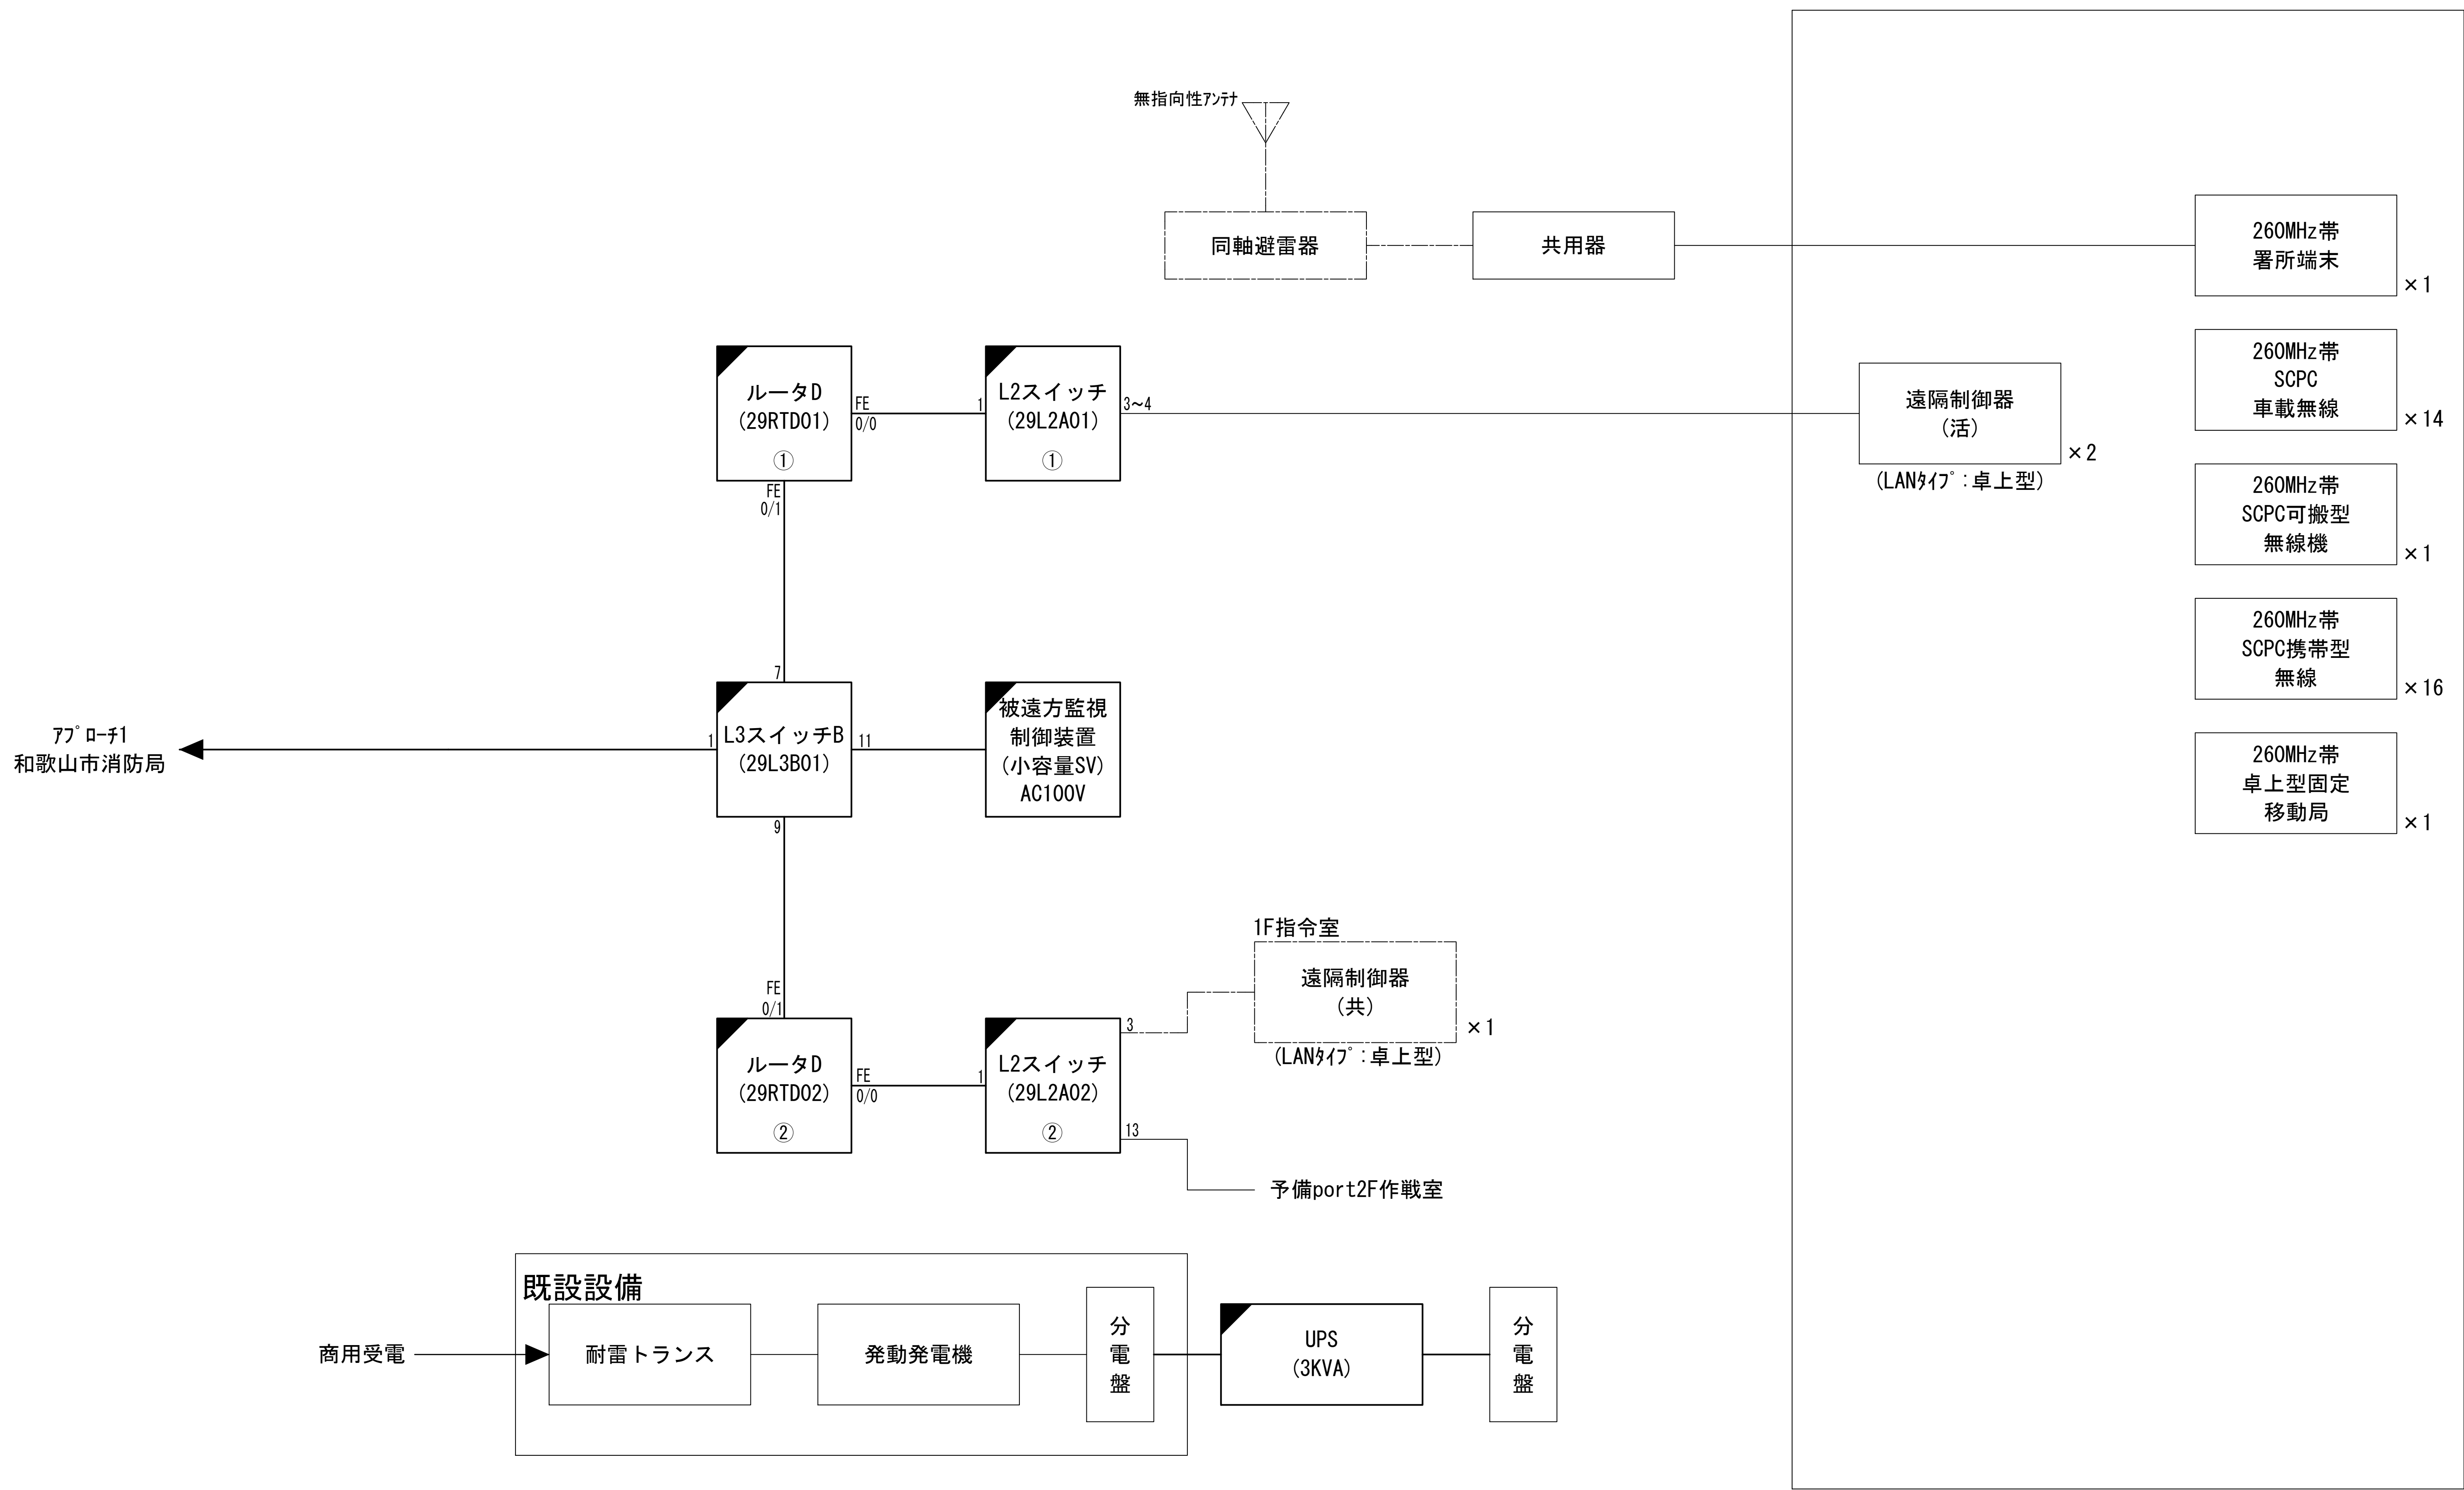 無指向性ｱﾝﾃﾅ
同軸避雷器
共用器
260MHz帯
署所端末
×1
260MHz帯
SCPC
車載無線
×14
ルータD
(29RTD01)
①
FE
0/0
FE
0/1
1
L2スイッチ
(29L2A01)
①
3～4
遠隔制御器
(活)
×2
(LANﾀｲﾌﾟ:卓上型)
260MHz帯
SCPC可搬型
無線機
×1
260MHz帯
SCPC携帯型
無線
×16
ｱﾌﾟﾛｰﾁ1
和歌山市消防局
7
1
L3スイッチB
(29L3B01)
11
9
被遠方監視
制御装置
(小容量SV)
AC100V
260MHz帯
卓上型固定
移動局
×1
1F指令室
遠隔制御器
(共)
×1
(LANﾀｲﾌﾟ:卓上型)
FE
0/1
ルータD
(29RTD02)
②
FE
0/0
1
L2スイッチ
(29L2A02)
②
3
13
予備port2F作戦室
既設設備
商用受電
耐雷トランス
発動発電機
分
電
盤
UPS
(3KVA)
分
電
盤